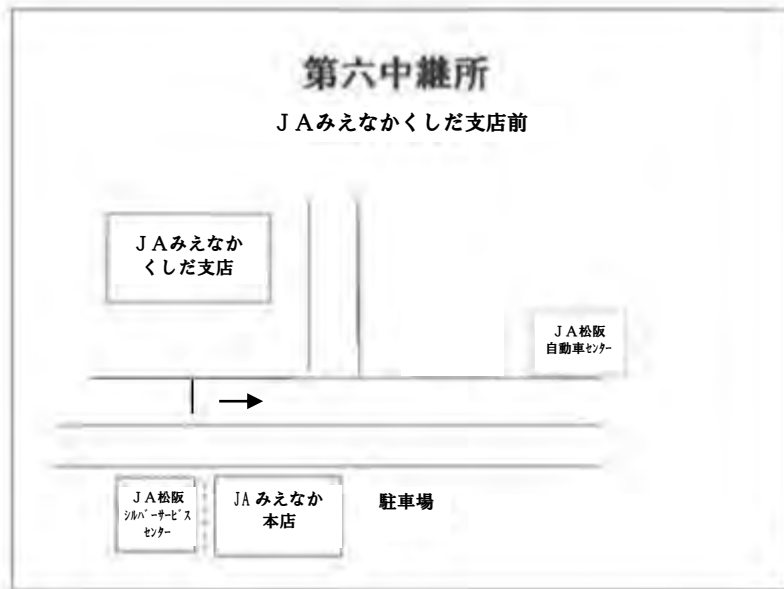 第六中継所
ＪＡみえなかくしだ支店前
ＪＡみえなか
くしだ支店
ＪＡ松阪
自動車ｾﾝﾀｰ
ＪＡ松阪
ｼﾙﾊﾞｰｻｰﾋﾞｽ
ｾﾝﾀｰ
JA みえなか
本店
駐車場